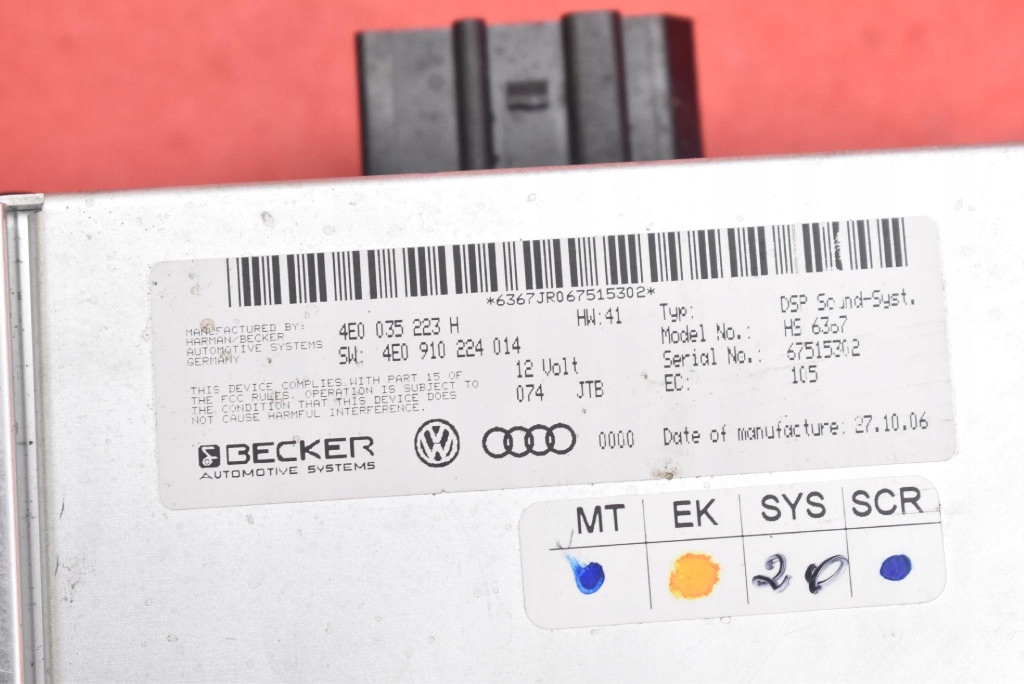 *6367JR067515302*
MANUFACTURED BY:
HARMAN/BECKER
AUTOMOTIVE SYSTEMS
GERMANY
4E0 035 223 H
HW:41
SW: 4E0 910 224 014
12 Volt
074 JTB
Typ: DSP Sound-Syst.
Model No.: HS 6367
Serial No.: 67515302
EC: 105
THIS DEVICE COMPLIES WITH PART 15 OF
THE FCC RULES. OPERATION IS SUBJECT TO
THE CONDITION THAT THIS DEVICE DOES
NOT CAUSE HARMFUL INTERFERENCE.
BECKER
AUTOMOTIVE SYSTEMS
VW
0000
Date of manufacture: 27.10.06
MT EK SYS SCR
20